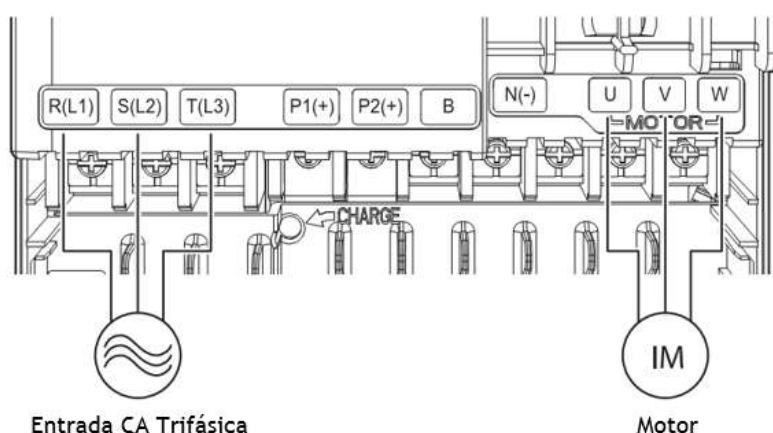 R(L1) S(L2) T(L3) P1(+) P2(+) B N(-) U V W
MOTOR
CHARGE
IM
Entrada CA Trifásica Motor